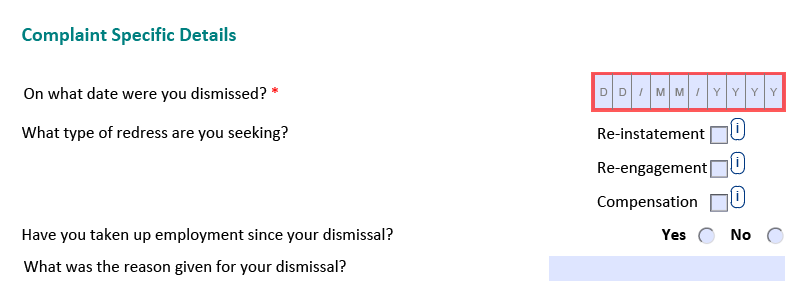 Complaint Specific Details
On what date were you dismissed? * D D / M M / Y Y Y Y
What type of redress are you seeking? Re-instatement i
Re-engagement i
Compensation i
Have you taken up employment since your dismissal? Yes No
What was the reason given for your dismissal?